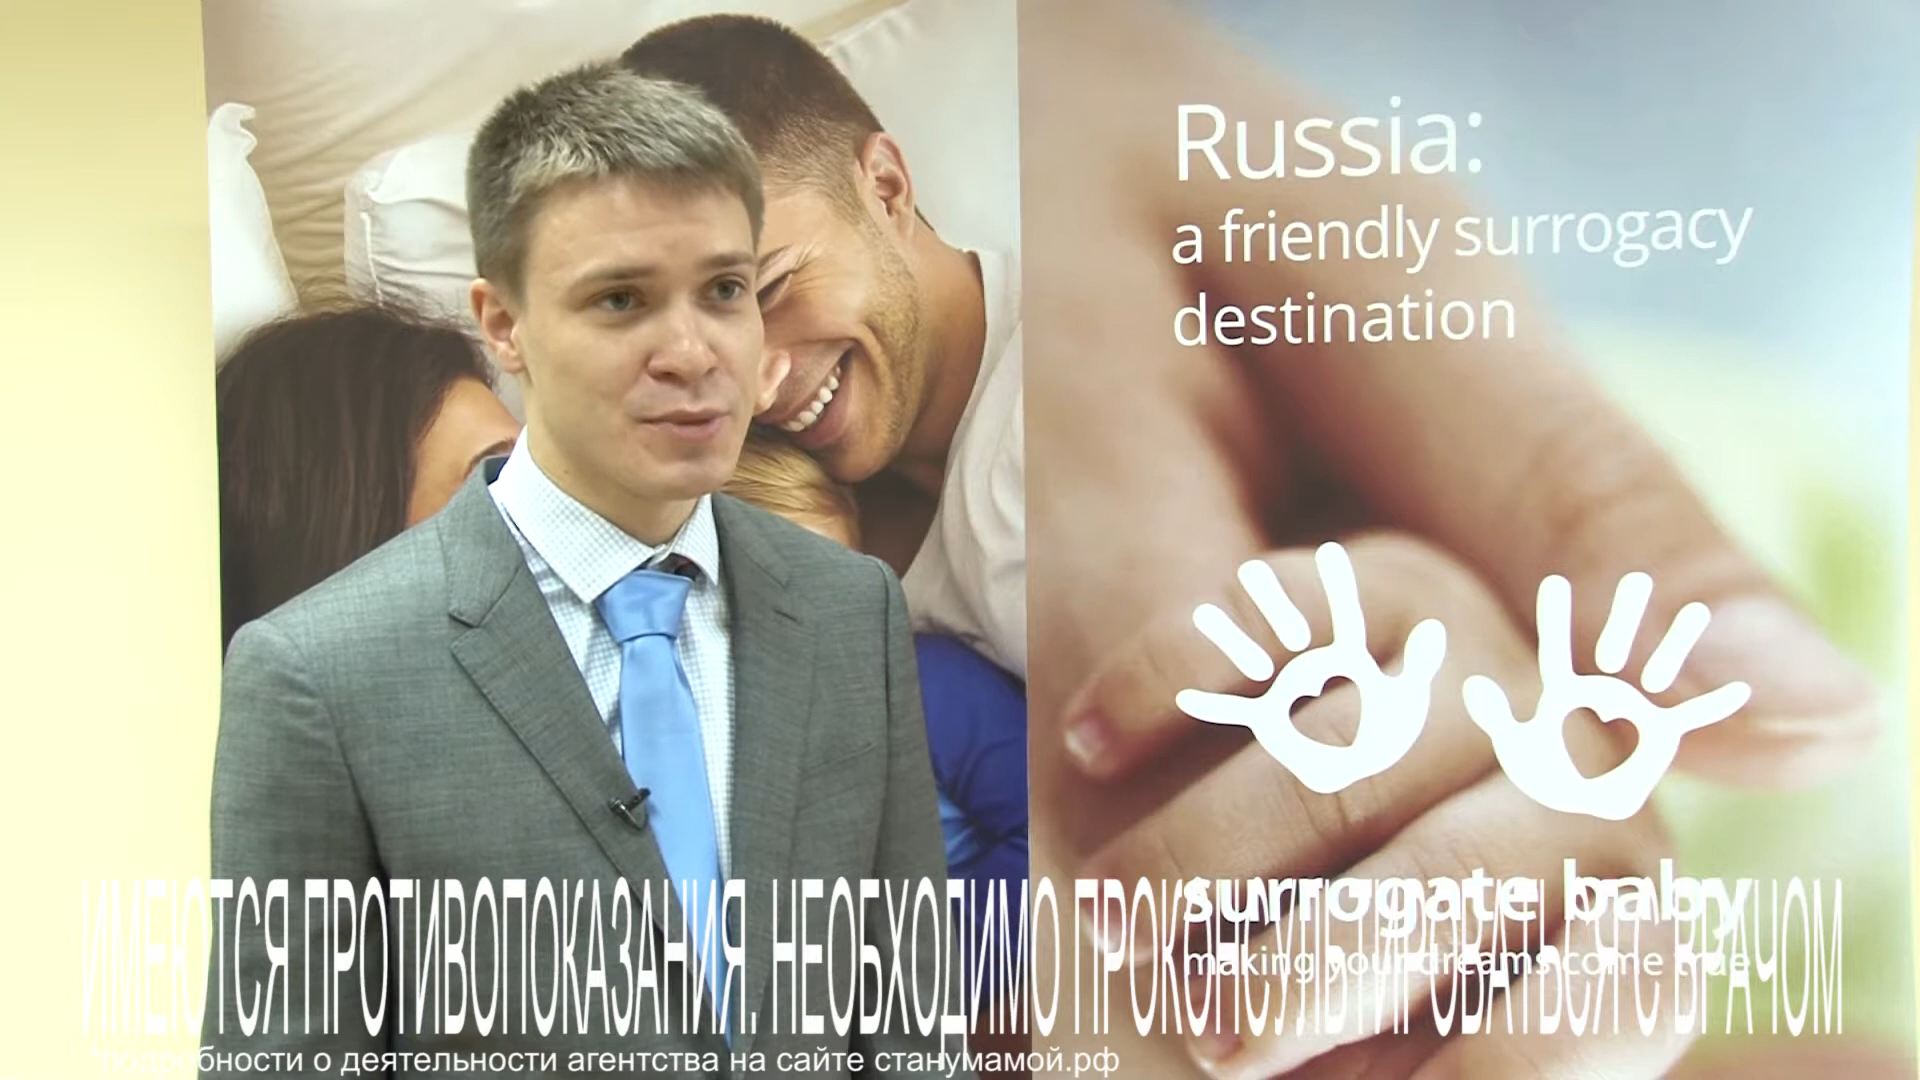 Russia:
a friendly surrogacy
destination
surrogate baby
making your dreams come true
ИМЕЮТСЯ ПРОТИВОПОКАЗАНИЯ. НЕОБХОДИМО ПРОКОНСУЛЬТИРОВАТЬСЯ С ВРАЧОМ
*подробности о деятельности агентства на сайте станумамой.рф